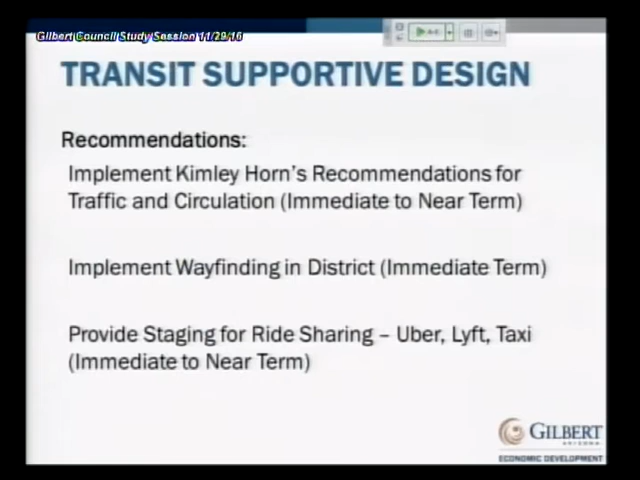 Gilbert Council Study Session 11/29/16
TRANSIT SUPPORTIVE DESIGN
Recommendations:
Implement Kimley Horn's Recommendations for
Traffic and Circulation (Immediate to Near Term)
Implement Wayfinding in District (Immediate Term)
Provide Staging for Ride Sharing – Uber, Lyft, Taxi
(Immediate to Near Term)
GILBERT
ARIZONA
ECONOMIC DEVELOPMENT